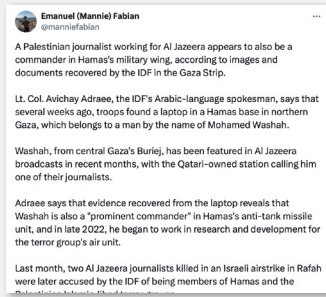 Emanuel (Mannie) Fabian
@manniefabian
A Palestinian journalist working for Al Jazeera appears to also be a
commander in Hamas's military wing, according to images and
documents recovered by the IDF in the Gaza Strip.
Lt. Col. Avichay Adraee, the IDF's Arabic-language spokesman, says that
several weeks ago, troops found a laptop in a Hamas base in northern
Gaza, which belongs to a man by the name of Mohamed Washah.
Washah, from central Gaza's Bureij, has been featured in Al Jazeera
broadcasts in recent months, with the Qatari-owned station calling him
one of their journalists.
Adraee says that evidence recovered from the laptop reveals that
Washah is also a "prominent commander" in Hamas's anti-tank missile
unit, and in late 2022, he began to work in research and development for
the terror group's air unit.
Last month, two Al Jazeera journalists killed in an Israeli airstrike in Rafah
were later accused by the IDF of being members of Hamas and the